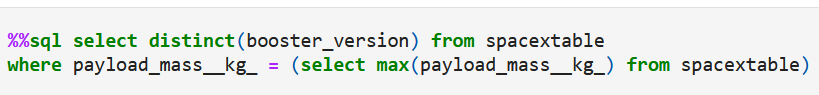 %%sql select distinct(booster_version) from spacextable
where payload_mass__kg_ = (select max(payload_mass__kg_) from spacextable)